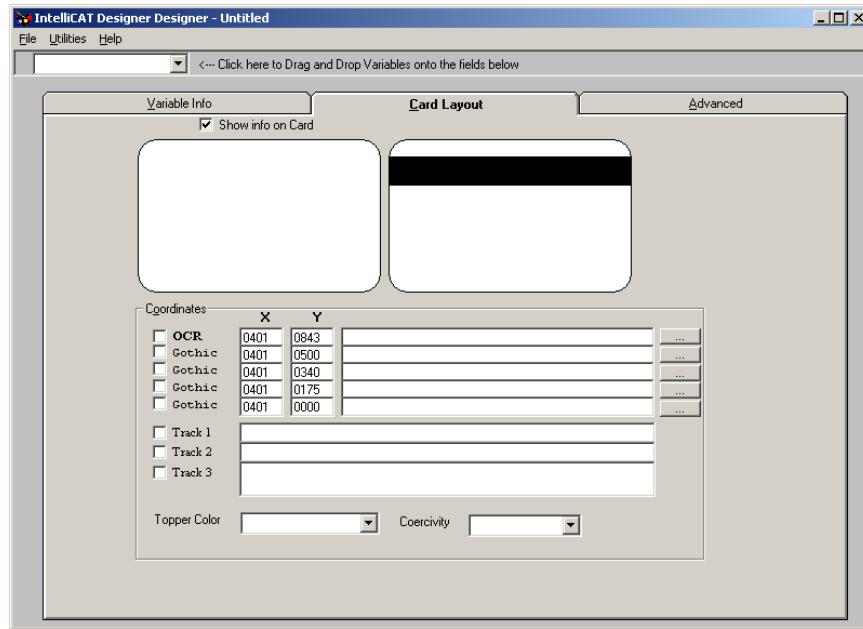 IntelliCAT Designer Designer - Untitled
File Utilities Help
<--- Click here to Drag and Drop Variables onto the fields below
Variable Info Card Layout Advanced
Show info on Card
Coordinates X Y
OCR 0401 0843 ...
Gothic 0401 0500 ...
Gothic 0401 0340 ...
Gothic 0401 0175 ...
Gothic 0401 0000 ...
Track 1
Track 2
Track 3
Topper Color Coercivity